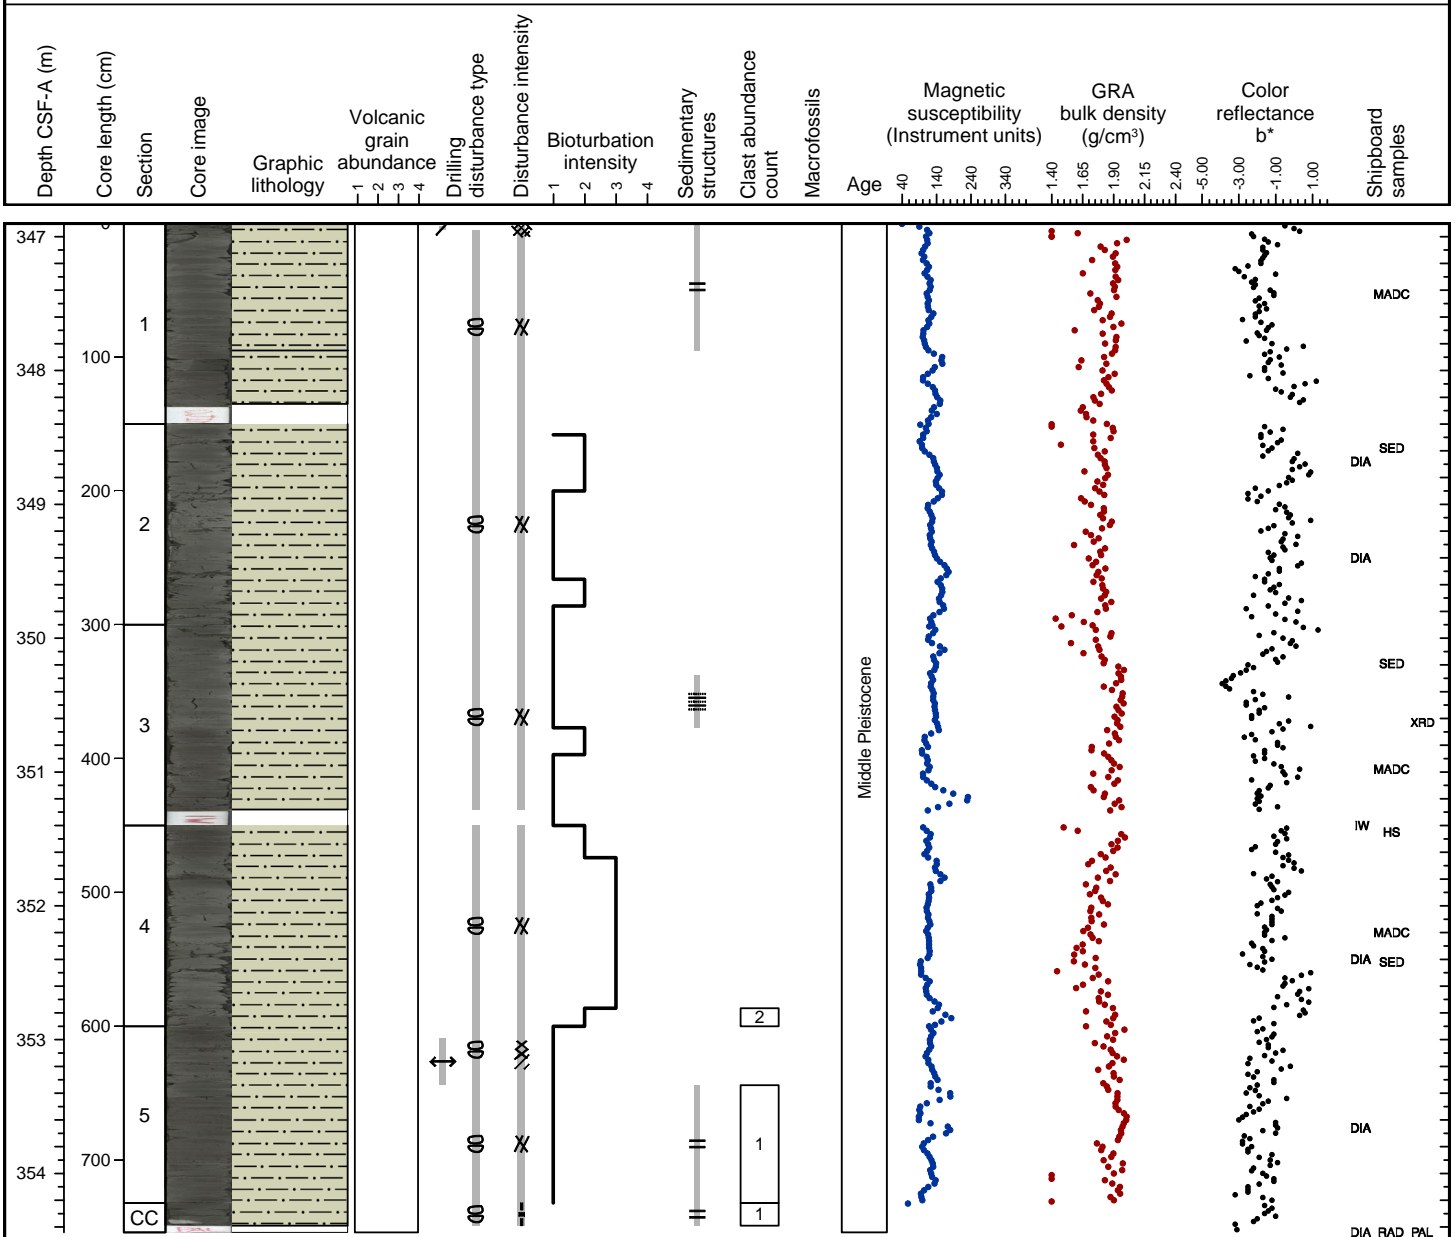 Depth CSF-A (m)
Core length (cm)
Section
Core image
Graphic
lithology
Volcanic
grain
abundance
1 2 3 4
Drilling
disturbance type
Disturbance intensity
Bioturbation
intensity
1 2 3 4
Sedimentary
structures
Clast abundance
count
Macrofossils
Age
Magnetic
susceptibility
(Instrument units)
40 140 240 340
GRA
bulk density
(g/cm³)
1.40 1.65 1.90 2.15 2.40
Color
reflectance
b*
-5.00 -3.00 -1.00 1.00
Shipboard
samples
347
348
349
350
351
352
353
354
0
100
200
300
400
500
600
700
1
2
3
4
5
CC
2
1
1
Middle Pleistocene
MADC
SED
DIA
DIA
SED
XRD
MADC
IW HS
MADC
DIA SED
DIA
DIA RAD PAL